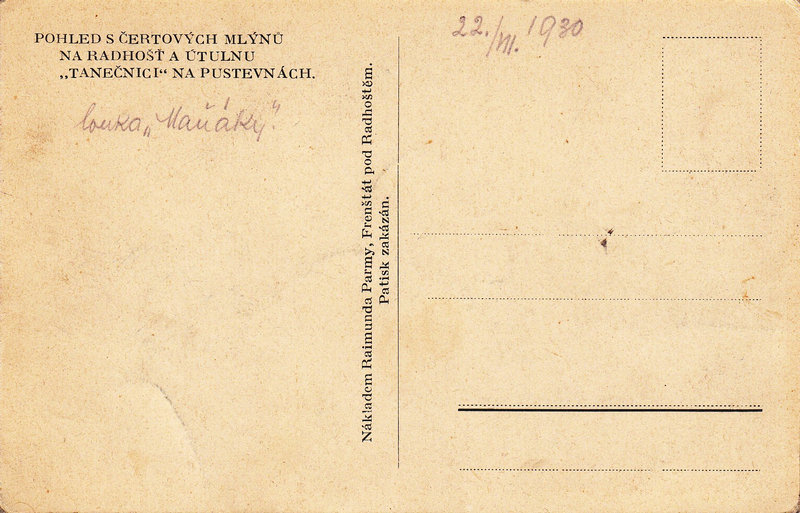 POHLED S ČERTOVÝCH MLÝNŮ
NA RADHOŠŤ A ÚTULNU
„TANEČNICI“ NA PUSTEVNÁCH.
louka „Maňáky“.
Nákladem Raimunda Parmy, Frenštát pod Radhoštěm.
Patisk zakázán.
22./III. 1930